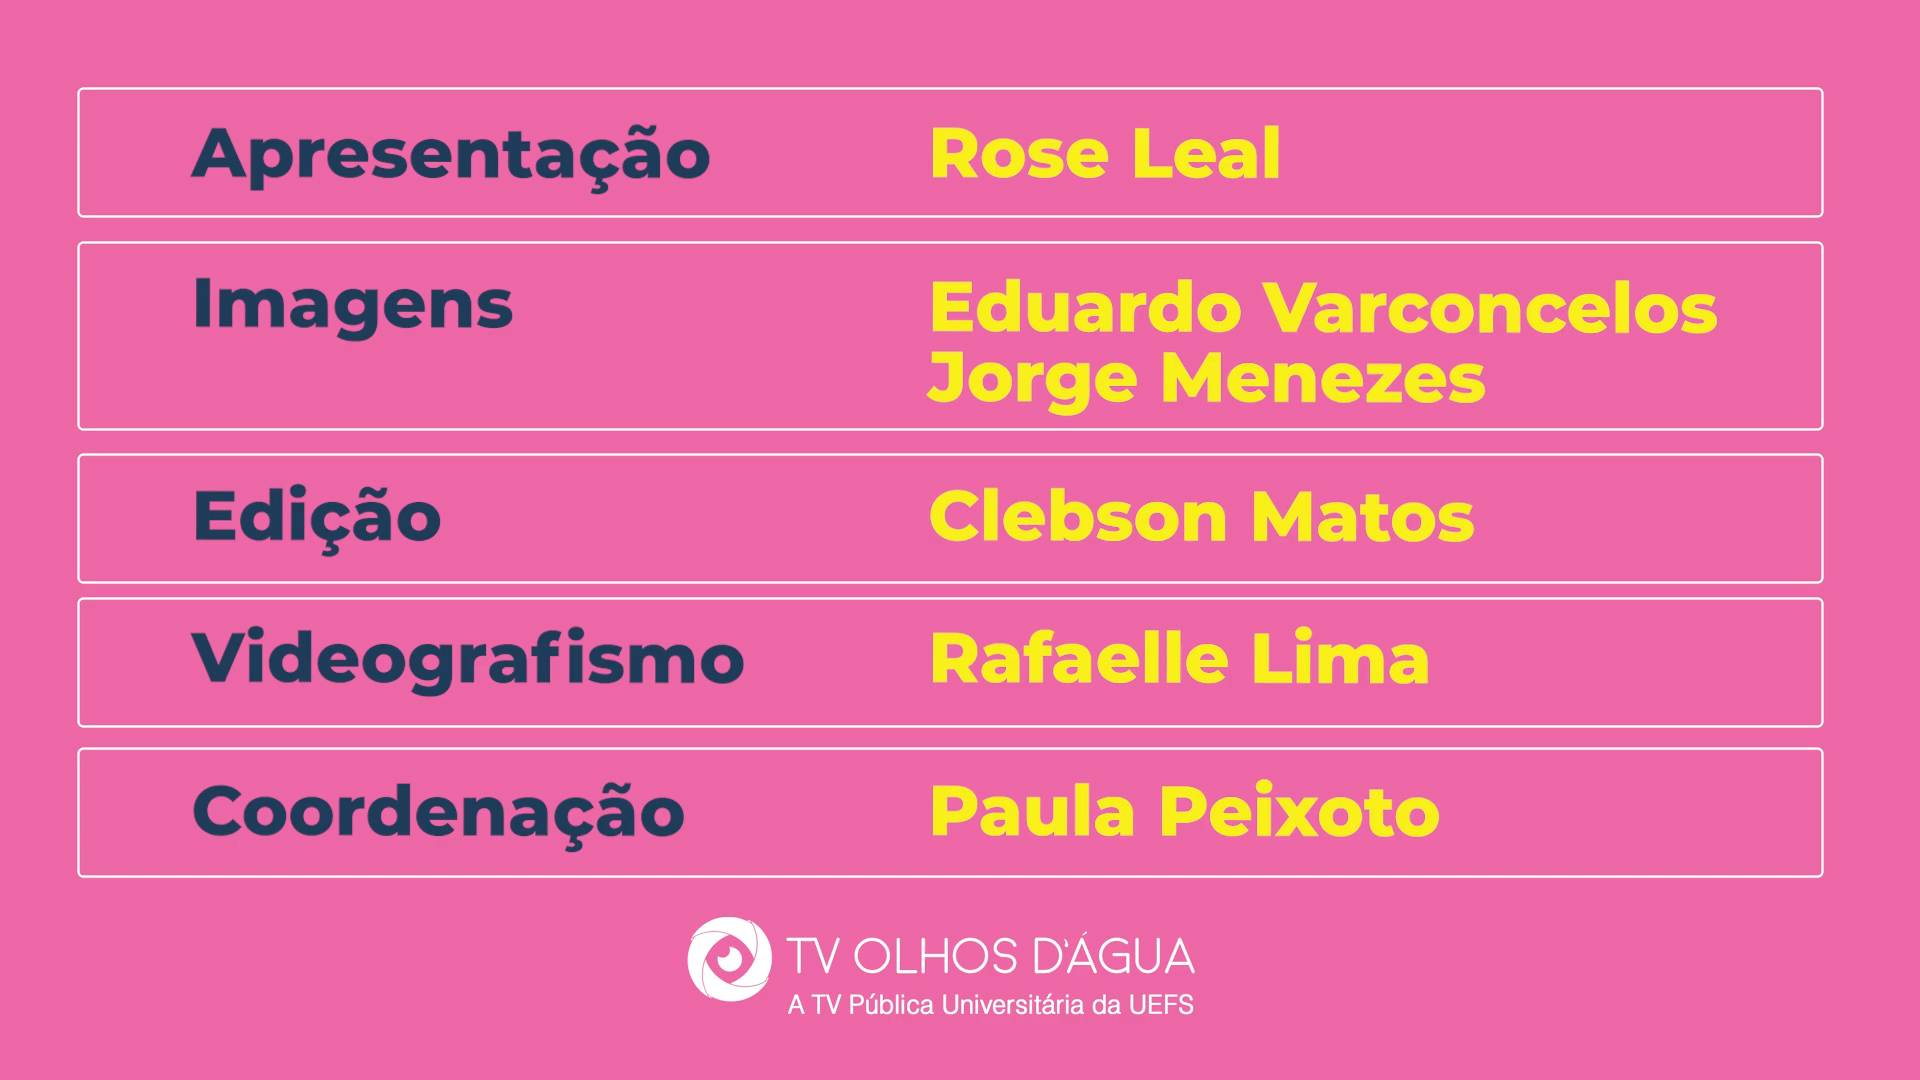 Apresentação Rose Leal
Imagens Eduardo Varconcelos
Jorge Menezes
Edição Clebson Matos
Videografismo Rafaelle Lima
Coordenação Paula Peixoto
TV OLHOS D'ÁGUA
A TV Pública Universitária da UEFS